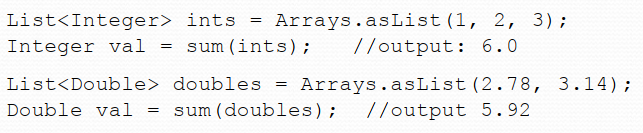 List<Integer> ints = Arrays.asList(1, 2, 3);
Integer val = sum(ints);   //output: 6.0
List<Double> doubles = Arrays.asList(2.78, 3.14);
Double val = sum(doubles);  //output 5.92